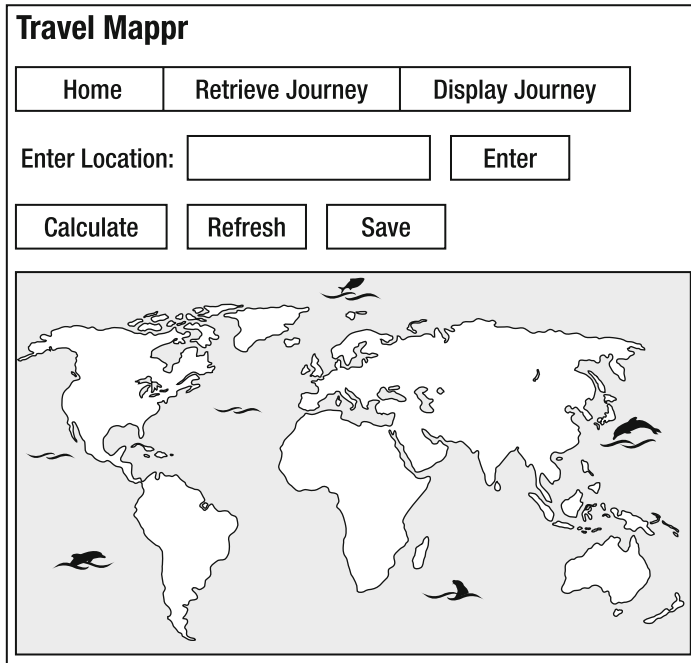 Travel Mappr
Home Retrieve Journey Display Journey
Enter Location: Enter
Calculate Refresh Save